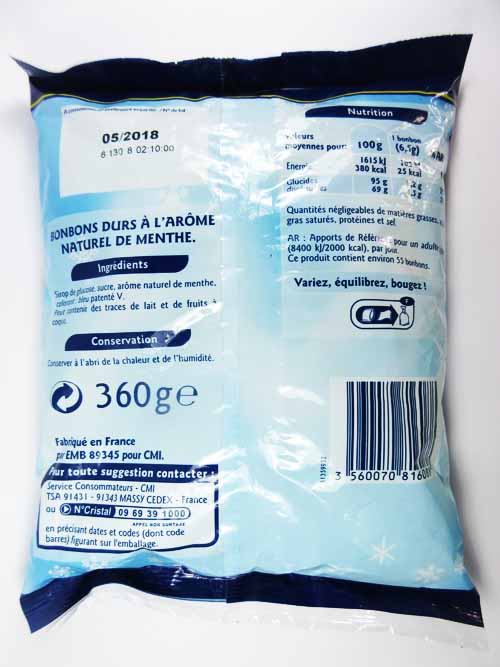 05/2018
6 130 8 02 10:00
BONBONS DURS À L'ARÔME
NATUREL DE MENTHE.
Ingrédients
Sirop de glucose, sucre, arôme naturel de menthe,
colorant: bleu patenté V.
Peut contenir des traces de lait et de fruits à
coque.
Conservation
Conserver à l'abri de la chaleur et de l'humidité.
360g℮
Fabriqué en France
par EMB 89345 pour CMI.
Pour toute suggestion contacter:
Service Consommateurs - CMI
TSA 91431 - 91343 MASSY CEDEX - France
ou N°Cristal 09 69 39 1000
APPEL NON SURTAXÉ
en précisant dates et codes (dont code
barres) figurant sur l'emballage.
Nutrition
Valeurs 1 bonbon
moyennes pour: 100g (6,5g)
1615 kJ
Energie 380 kcal 25 kcal
Glucides 95 g
69 g
Quantités négligeables de matières grasses,
gras saturés, protéines et sel.
AR : Apports de Référence pour un adulte
(8400 kJ/2000 kcal), par jour.
Ce produit contient environ 55 bonbons.
Variez, équilibrez, bougez !
3 560070 81600